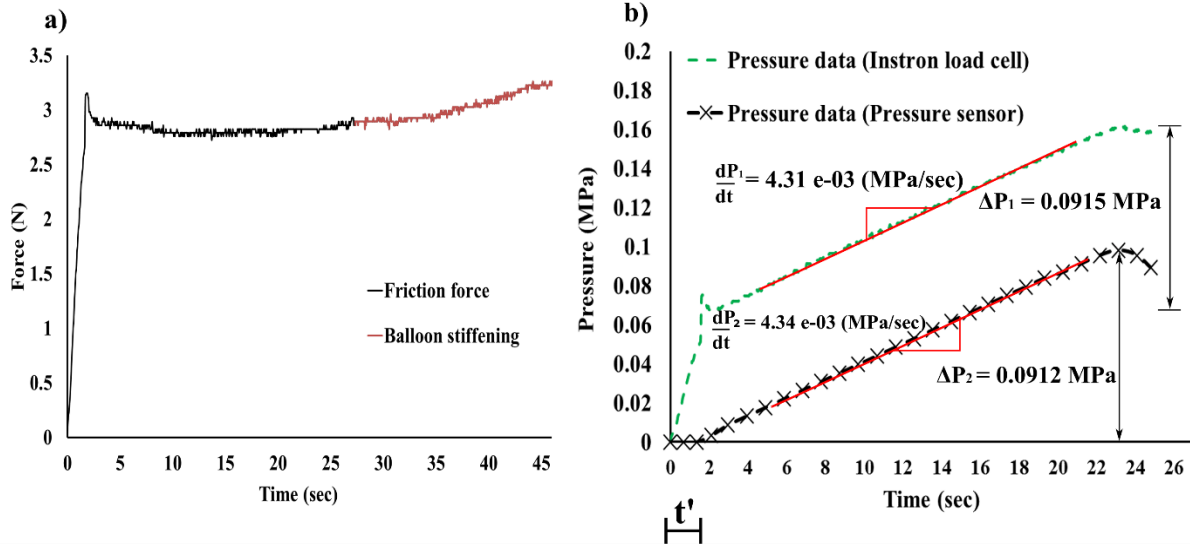 a)
3.5
3
2.5
2
1.5
1
0.5
0
Force (N)
Friction force
Balloon stiffening
0 5 10 15 20 25 30 35 40 45
Time (sec)
b)
0.2
0.18
0.16
0.14
0.12
0.1
0.08
0.06
0.04
0.02
0
Pressure (MPa)
Pressure data (Instron load cell)
Pressure data (Pressure sensor)
dP₁/dt = 4.31 e-03 (MPa/sec)
ΔP₁ = 0.0915 MPa
dP₂/dt = 4.34 e-03 (MPa/sec)
ΔP₂ = 0.0912 MPa
0 2 4 6 8 10 12 14 16 18 20 22 24 26
Time (sec)
t'